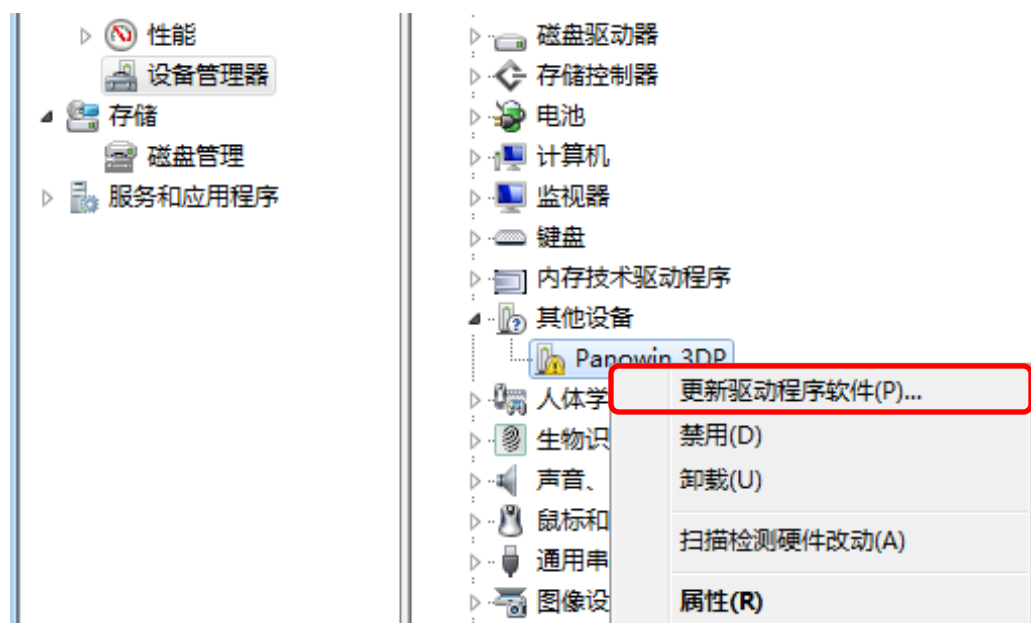 性能
设备管理器
存储
磁盘管理
服务和应用程序
磁盘驱动器
存储控制器
电池
计算机
监视器
键盘
内存技术驱动程序
其他设备
Panowin 3DP
人体学
生物识
声音、
鼠标和
通用串
图像设
更新驱动程序软件(P)...
禁用(D)
卸载(U)
扫描检测硬件改动(A)
属性(R)